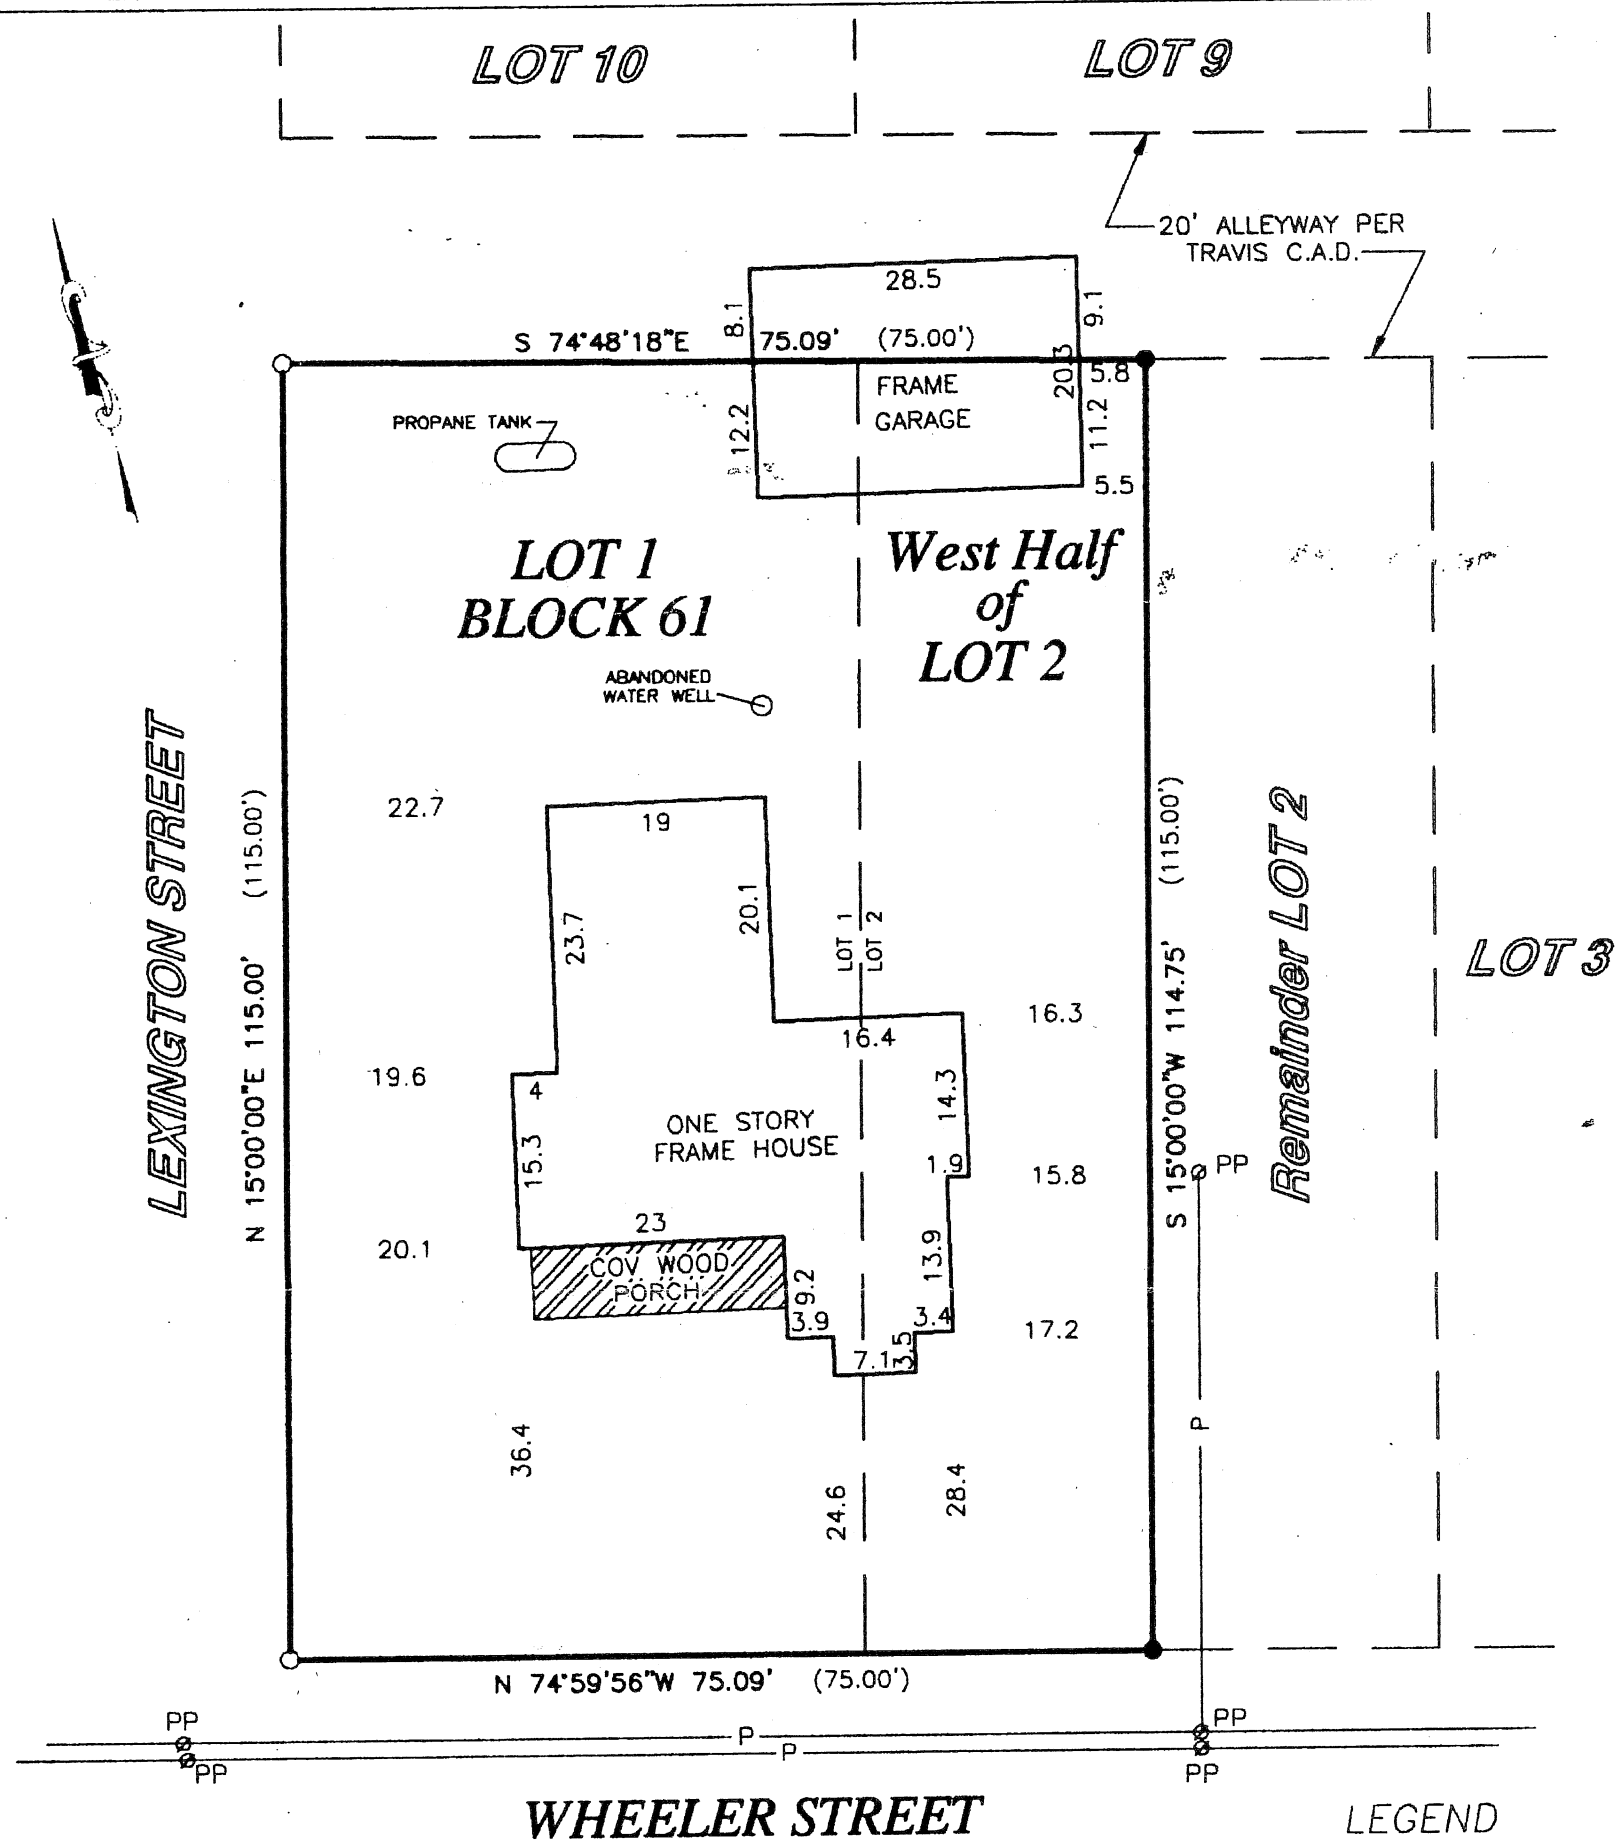 LOT 10
LOT 9
20' ALLEYWAY PER
TRAVIS C.A.D.
28.5
8.1
9.1
S 74°48'18"E 75.09' (75.00')
20.3
5.8
FRAME
GARAGE
PROPANE TANK
12.2
11.2
5.5
LOT 1
BLOCK 61
West Half
of
LOT 2
ABANDONED
WATER WELL
LEXINGTON STREET
N 15°00'00"E 115.00' (115.00')
22.7
19
23.7
20.1
LOT 1
LOT 2
S 15°00'00"W 114.75' (115.00')
Remainder LOT 2
LOT 3
16.3
16.4
19.6
4
14.3
ONE STORY
FRAME HOUSE
15.3
1.9
15.8
PP
23
20.1
COV WOOD
PORCH
9.2
13.9
3.9
3.4
17.2
7.1
3.5
P
36.4
24.6
28.4
N 74°59'56"W 75.09' (75.00')
PP
PP
P
P
PP
PP
WHEELER STREET
LEGEND